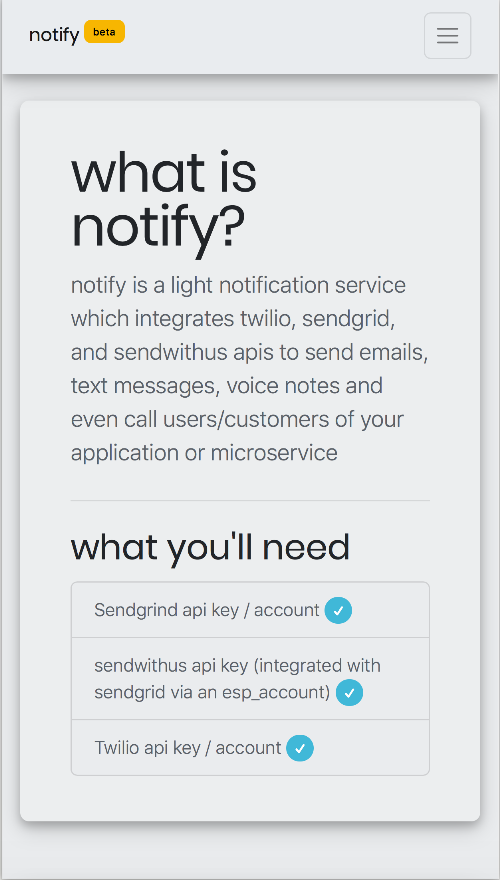 notify beta
what is
notify?
notify is a light notification service
which integrates twilio, sendgrid,
and sendwithus apis to send emails,
text messages, voice notes and
even call users/customers of your
application or microservice
what you'll need
Sendgrind api key / account
sendwithus api key (integrated with
sendgrid via an esp_account)
Twilio api key / account